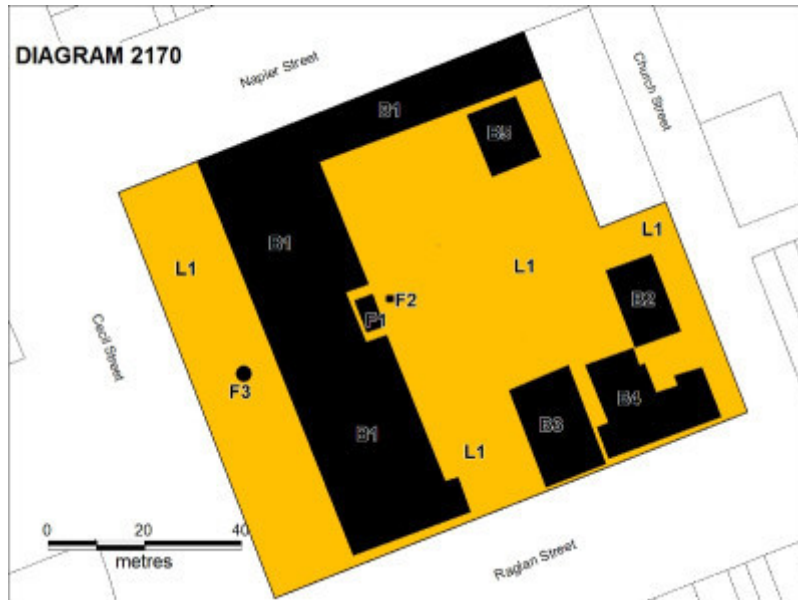 DIAGRAM 2170
Napier Street
Church Street
B1
B5
L1
B1
L1
L1
B2
F2
F1
Cecil Street
F3
B4
B3
B1
L1
0 20 40
metres
Raglan Street